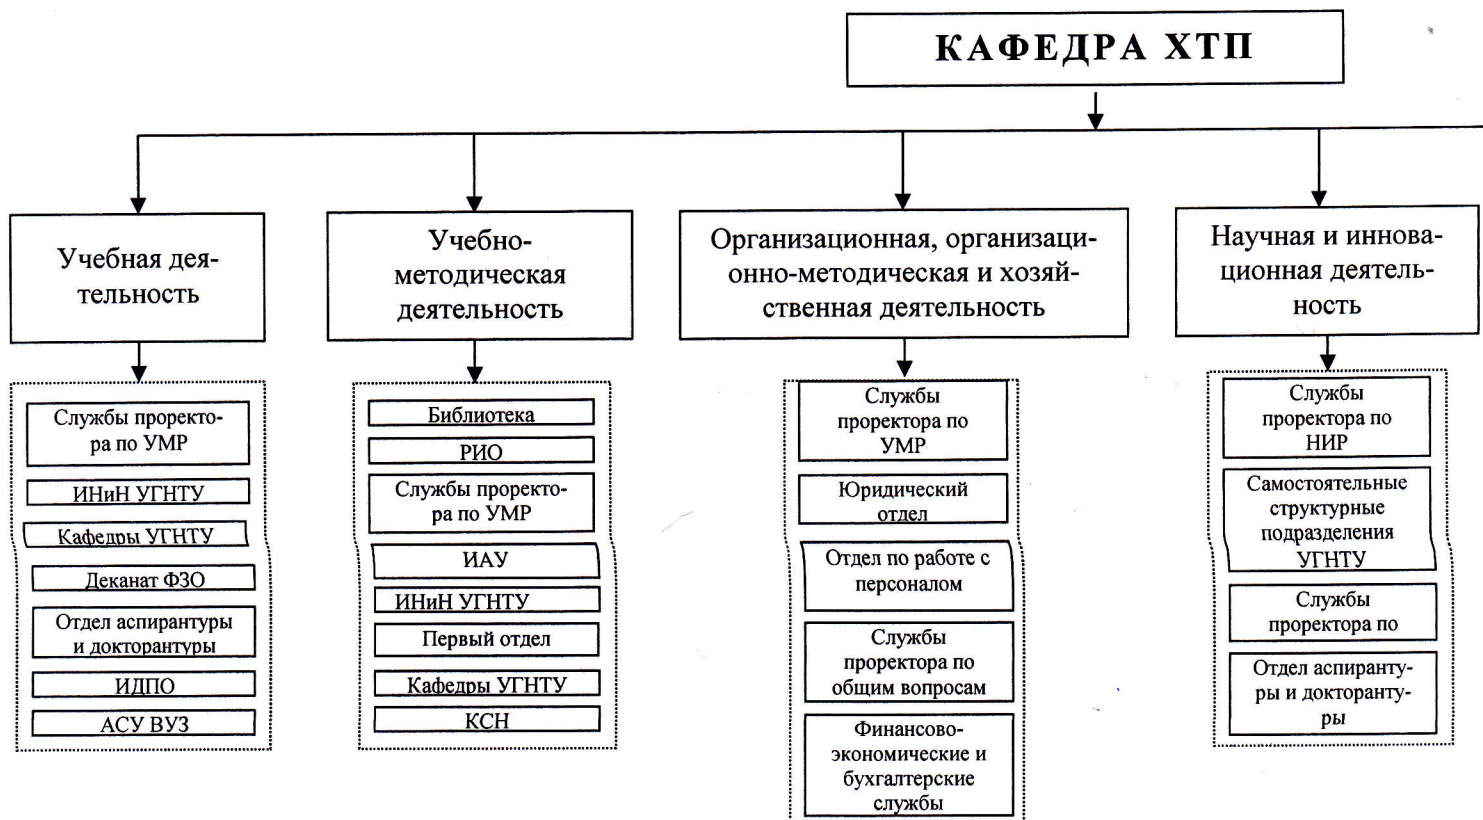 КАФЕДРА ХТП
Учебная дея-
тельность
Учебно-
методическая
деятельность
Организационная, организаци-
онно-методическая и хозяй-
ственная деятельность
Научная и иннова-
ционная деятель-
ность
Службы проректо-
ра по УМР
ИНиН УГНТУ
Кафедры УГНТУ
Деканат ФЗО
Отдел аспирантуры
и докторантуры
ИДПО
АСУ ВУЗ
Библиотека
РИО
Службы проректо-
ра по УМР
ИАУ
ИНиН УГНТУ
Первый отдел
Кафедры УГНТУ
КСН
Службы
проректора по
УМР
Юридический
отдел
Отдел по работе с
персоналом
Службы
проректора по
общим вопросам
Финансово-
экономические и
бухгалтерские
службы
Службы
проректора по
НИР
Самостоятельные
структурные
подразделения
УГНТУ
Службы
проректора по
Отдел аспиранту-
ры и докторанту-
ры